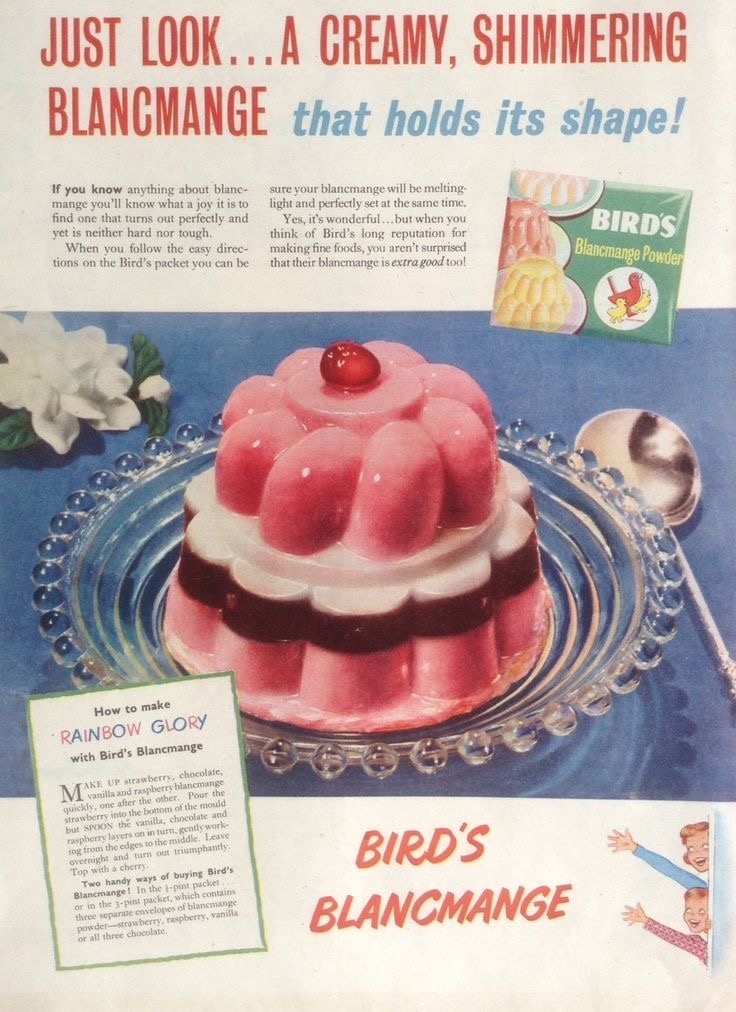 JUST LOOK...A CREAMY, SHIMMERING
BLANCMANGE that holds its shape!
If you know anything about blanc-
mange you'll know what a joy it is to
find one that turns out perfectly and
yet is neither hard nor tough.
When you follow the easy direc-
tions on the Bird's packet you can be
sure your blancmange will be melting-
light and perfectly set at the same time.
Yes, it's wonderful...but when you
think of Bird's long reputation for
making fine foods, you aren't surprised
that their blancmange is extra good too!
BIRD'S
Blancmange Powder
How to make
RAINBOW GLORY
with Bird's Blancmange
MAKE UP strawberry, chocolate,
vanilla and raspberry blancmange
quickly, one after the other. Pour the
strawberry into the bottom of the mould
but SPOON the vanilla, chocolate and
raspberry layers on in turn, gently work-
ing from the edges to the middle. Leave
overnight and turn out triumphantly.
Top with a cherry.
Two handy ways of buying Bird's
Blancmange! In the ½-pint packet...
or in the 3-pint packet, which contains
three separate envelopes of blancmange
powder—strawberry, raspberry, vanilla
or all three chocolate.
BIRD'S
BLANCMANGE